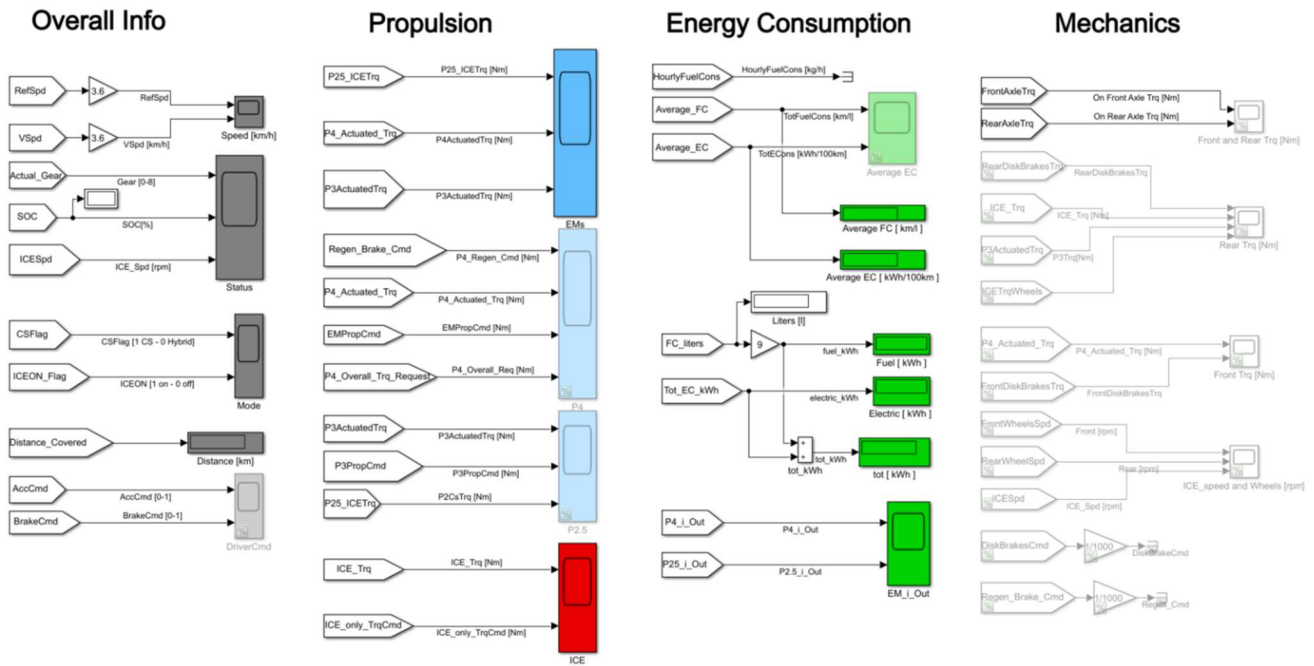 Overall Info
RefSpd
3.6
RefSpd
VSpd
3.6
VSpd [km/h]
Speed [km/h]
Actual_Gear
Gear [0-8]
SOC
SOC[%]
ICESpd
ICE_Spd [rpm]
Status
CSFlag
CSFlag [1 CS - 0 Hybrid]
ICEON_Flag
ICEON [1 on - 0 off]
Mode
Distance_Covered
Distance [km]
AccCmd
AccCmd [0-1]
BrakeCmd
BrakeCmd [0-1]
DriverCmd
Propulsion
P25_ICETrq
P25_ICETrq [Nm]
P4_Actuated_Trq
P4ActuatedTrq [Nm]
P3ActuatedTrq
P3ActuatedTrq [Nm]
EMs
Regen_Brake_Cmd
P4_Regen_Cmd [Nm]
P4_Actuated_Trq
P4_Actuated_Trq [Nm]
EMPropCmd
EMPropCmd [Nm]
P4_Overall_Trq_Request
P4_Overall_Req [Nm]
P4
P3ActuatedTrq
P3ActuatedTrq [Nm]
P3PropCmd
P3PropCmd [Nm]
P25_ICETrq
P2CsTrq [Nm]
P2.5
ICE_Trq
ICE_Trq [Nm]
ICE_only_TrqCmd
ICE_only_TrqCmd [Nm]
ICE
Energy Consumption
HourlyFuelCons
HourlyFuelCons [kg/h]
Average_FC
TotFuelCons [km/l]
Average_EC
TotECons [kWh/100km]
Average EC
Average FC [ km/l ]
Average EC [ kWh/100km ]
Liters [l]
FC_liters
9
fuel_kWh
Fuel [ kWh ]
Tot_EC_kWh
electric_kWh
Electric [ kWh ]
+
+
tot_kWh
tot_kWh
tot [ kWh ]
P4_i_Out
P4_i_Out
P25_i_Out
P2.5_i_Out
EM_i_Out
Mechanics
FrontAxleTrq
On Front Axle Trq [Nm]
RearAxleTrq
On Rear Axle Trq [Nm]
Front and Rear Trq [Nm]
RearDiskBrakesTrq
RearDiskBrakesTrq
ICE_Trq
ICE_Trq [Nm]
P3ActuatedTrq
P3Trq[Nm]
Rear Trq [Nm]
ICETrqWheels
P4_Actuated_Trq
P4_Actuated_Trq [Nm]
FrontDiskBrakesTrq
FrontDiskBrakesTrq
Front Trq [Nm]
FrontWheelsSpd
Front [rpm]
RearWheelSpd
Rear [rpm]
ICESpd
ICE_Spd [rpm]
ICE_speed and Wheels [rpm]
DiskBrakesCmd
1/1000
DiskBrakeCmd
Regen_Brake_Cmd
1/1000
Regen_Cmd